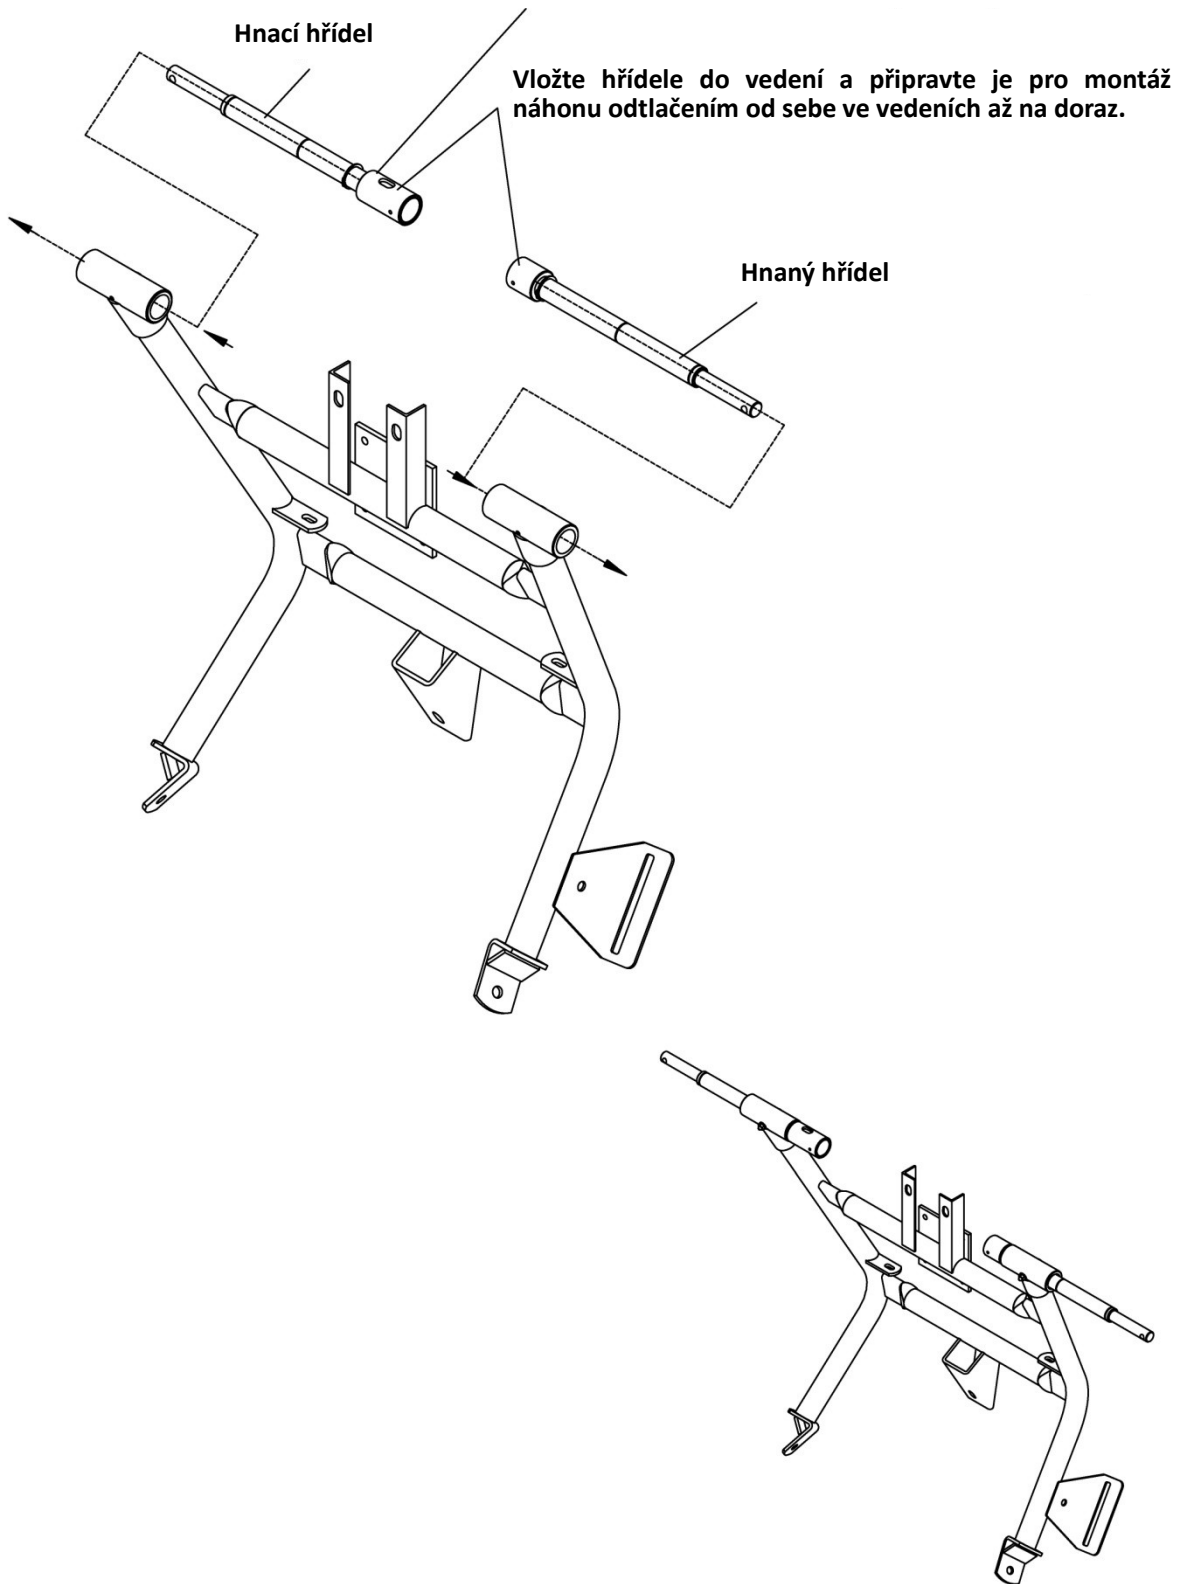 Hnací hřídel
Vložte hřídele do vedení a připravte je pro montáž
náhonu odtlačením od sebe ve vedeních až na doraz.
Hnaný hřídel